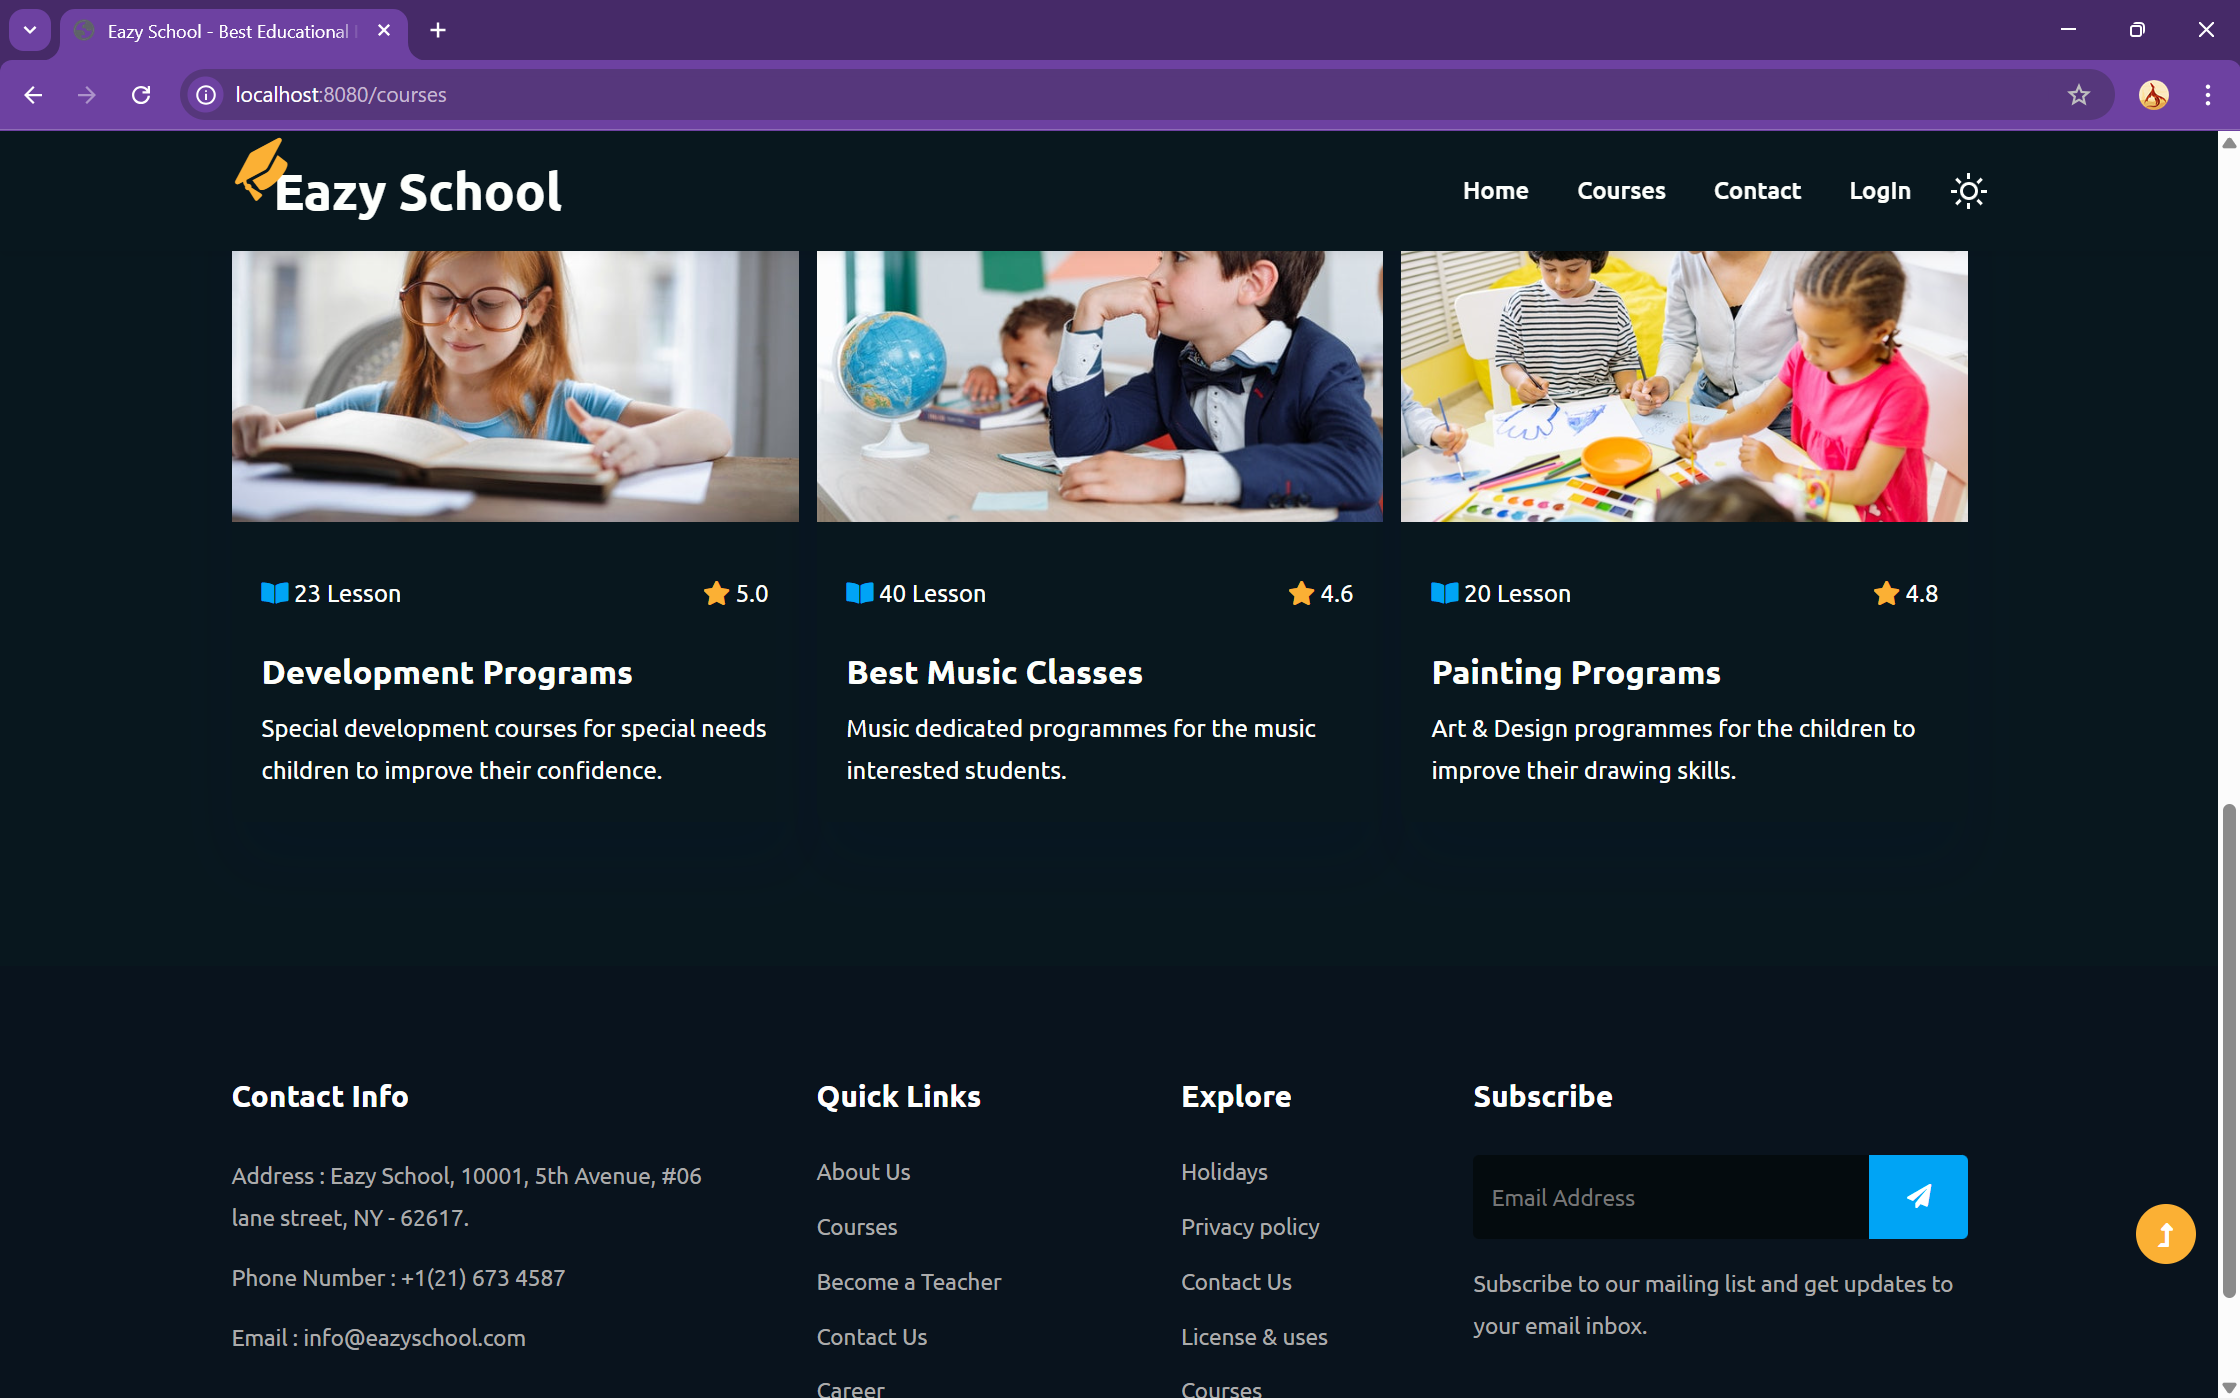 Eazy School - Best Educational
localhost:8080/courses
Eazy School
Home
Courses
Contact
LogIn
23 Lesson
5.0
40 Lesson
4.6
20 Lesson
4.8
Development Programs
Special development courses for special needs
children to improve their confidence.
Best Music Classes
Music dedicated programmes for the music
interested students.
Painting Programs
Art & Design programmes for the children to
improve their drawing skills.
Contact Info
Address : Eazy School, 10001, 5th Avenue, #06
lane street, NY - 62617.
Phone Number : +1(21) 673 4587
Email : info@eazyschool.com
Quick Links
About Us
Courses
Become a Teacher
Contact Us
Career
Explore
Holidays
Privacy policy
Contact Us
License & uses
Courses
Subscribe
Email Address
Subscribe to our mailing list and get updates to
your email inbox.